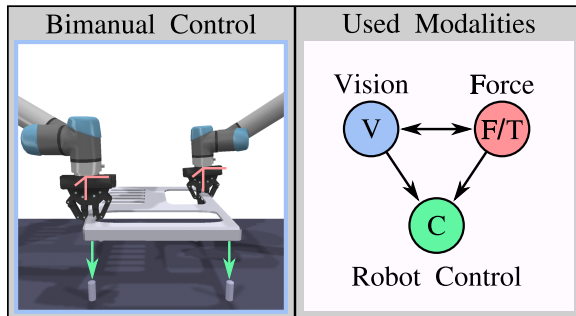 Bimanual Control
Used Modalities
Vision
Force
V
F/T
C
Robot Control